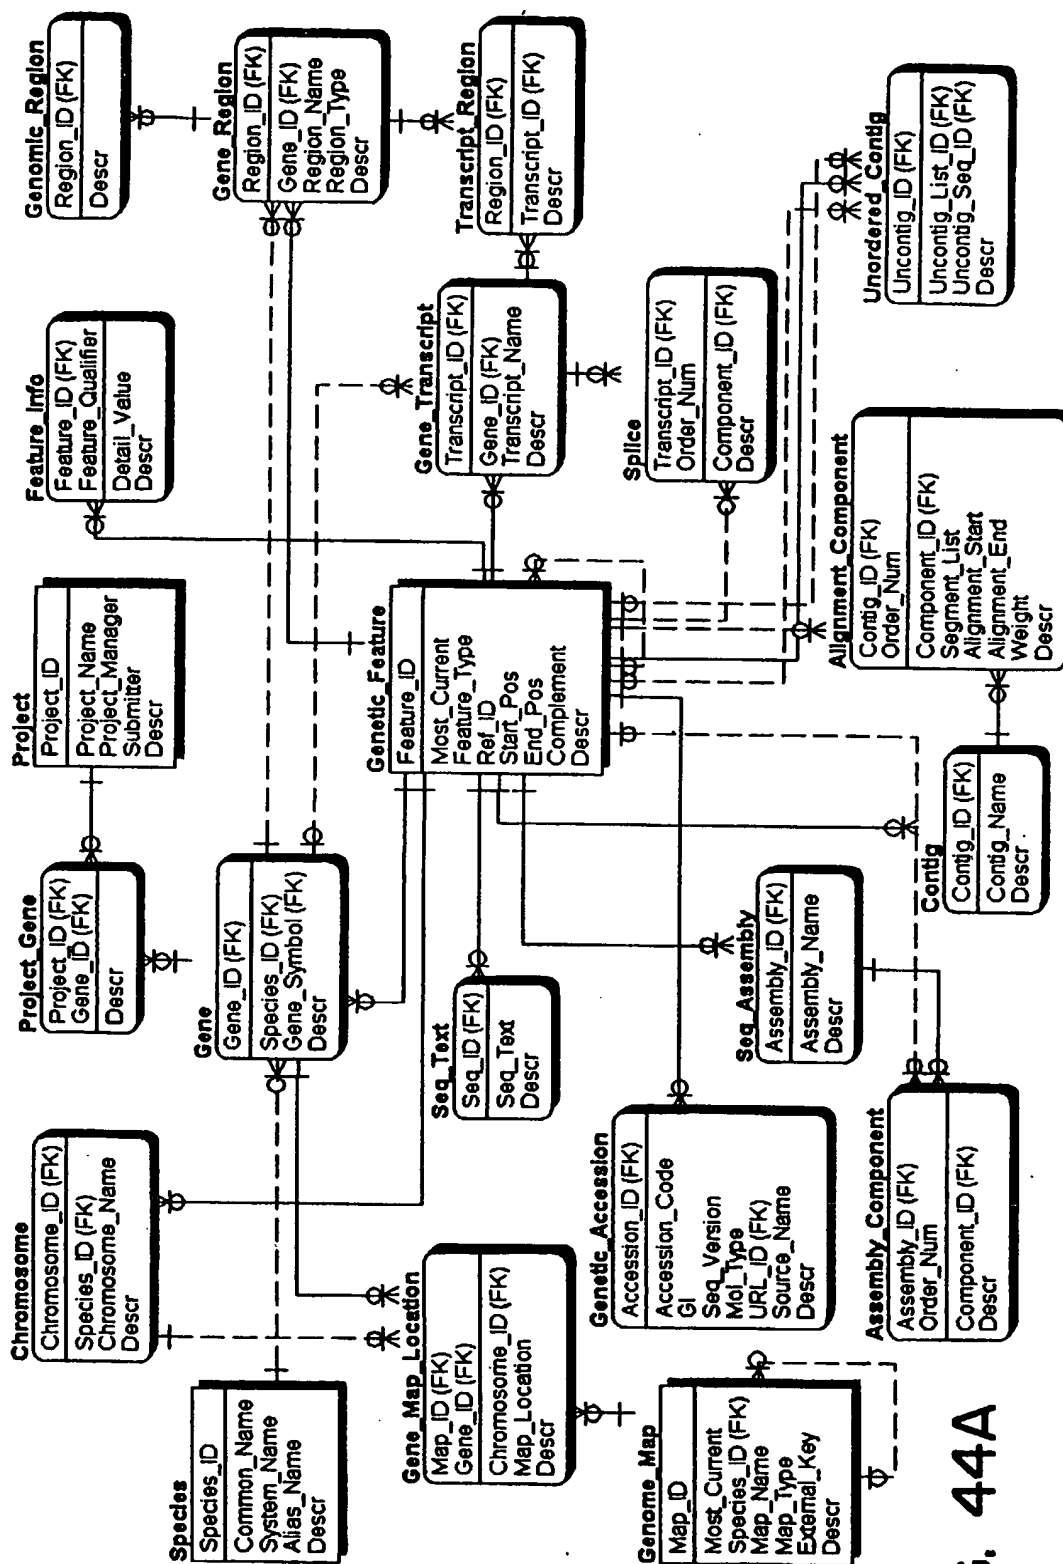 Species
Species_ID
Common_Name
System_Name
Alias_Name
Descr
Chromosome
Chromosome_ID (FK)
Species_ID (FK)
Chromosome_Name
Descr
Project_Gene
Project_ID (FK)
Gene_ID (FK)
Descr
Project
Project_ID
Project_Name
Project_Manager
Submitter
Descr
Feature_Info
Feature_ID (FK)
Feature_Qualifier
Detail_Value
Descr
Genomic_Region
Region_ID (FK)
Descr
Gene
Gene_ID (FK)
Species_ID (FK)
Gene_Symbol (FK)
Descr
Gene_Region
Region_ID (FK)
Gene_ID (FK)
Region_Name
Region_Type
Descr
Gene_Map_Location
Map_ID (FK)
Gene_ID (FK)
Chromosome_ID (FK)
Map_Location
Descr
Seq_Text
Seq_ID (FK)
Seq_Text
Descr
Genetic_Feature
Feature_ID
Most_Current
Feature_Type
Ref_ID
Start_Pos
End_Pos
Complement
Descr
Gene_Transcript
Transcript_ID (FK)
Gene_ID (FK)
Transcript_Name
Descr
Transcript_Region
Region_ID (FK)
Transcript_ID (FK)
Descr
Genome_Map
Map_ID
Most_Current
Species_ID (FK)
Map_Name
Map_Type
External_Key
Descr
Genetic_Accession
Accession_ID (FK)
Accession_Code
GI
Seq_Version
Mol_Type
URL_ID (FK)
Source_Name
Descr
Seq_Assembly
Assembly_ID (FK)
Assembly_Name
Descr
Splice
Transcript_ID (FK)
Order_Num
Component_ID (FK)
Descr
Assembly_Component
Assembly_ID (FK)
Order_Num
Component_ID (FK)
Descr
Contig
Contig_ID (FK)
Contig_Name
Descr
Alignment_Component
Contig_ID (FK)
Order_Num
Component_ID (FK)
Segment_List
Alignment_Start
Alignment_End
Weight
Descr
Unordered_Contig
Uncontig_ID (FK)
Uncontig_List_ID (FK)
Uncontig_Seq_ID (FK)
Descr
44A